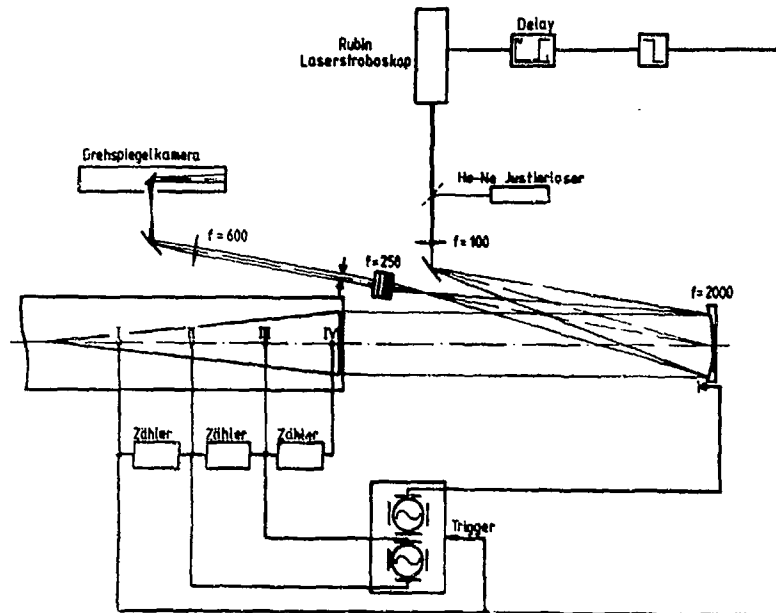 Delay
Rubin
Laserstroboskop
Drehspiegelkamera
He-Ne Justierlaser
f=600
f=100
f=250
f=2000
I
II
III
IV
Zähler
Zähler
Zähler
Trigger